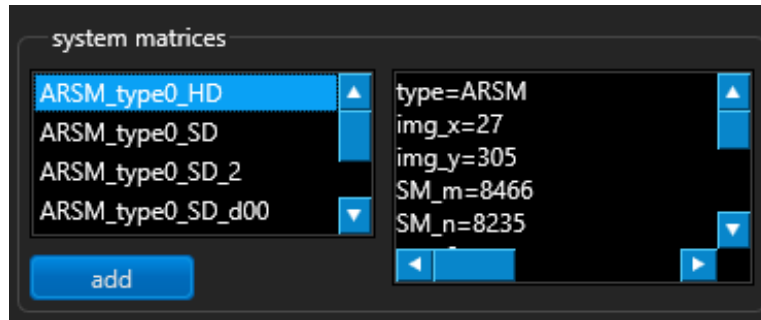 system matrices
ARSM_type0_HD
ARSM_type0_SD
ARSM_type0_SD_2
ARSM_type0_SD_d00
add
type=ARSM
img_x=27
img_y=305
SM_m=8466
SM_n=8235